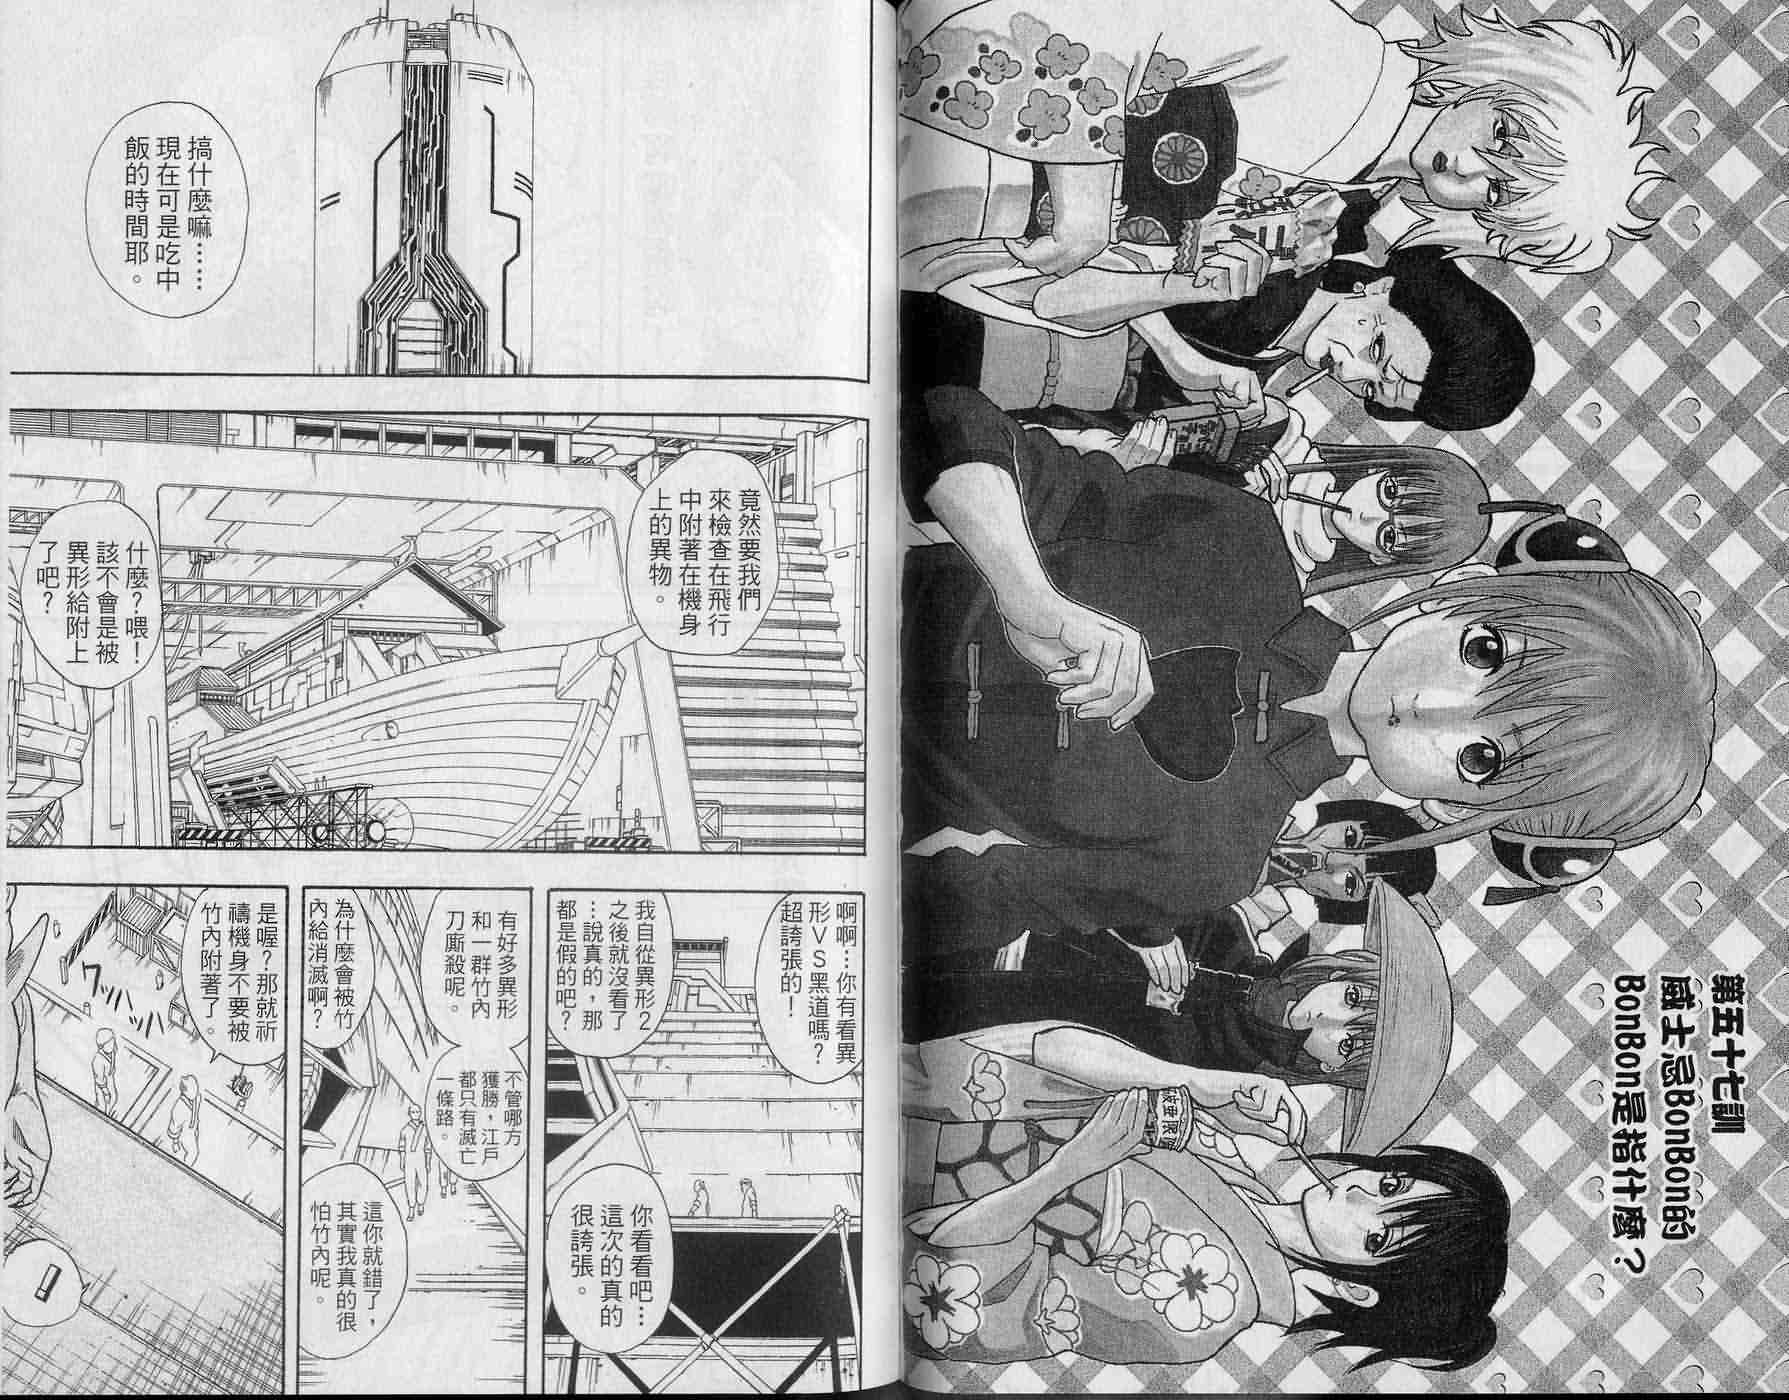 第五十七訓
威士忌BonBon的
BonBon是指什麼？
搞什麼嘛……
現在可是吃中
飯的時間耶。
竟然要我們
來檢查在飛行
中附著在機身
上的異物。
什麼？喂！
該不會是被
異形給附上
了吧？
啊啊…你有看異
形VS黑道嗎？
超誇張的！
我自從異形2
之後就沒看了
…說真的，那
都是假的吧？
你看看吧…
這次的真的
很誇張。
有好多異形
和一群竹內
刀廝殺呢。
不管哪方
獲勝，江戶
都只有滅亡
一條路。
為什麼會被竹
內給消滅啊？
這你就錯了，
其實我真的很
怕竹內呢。
是喔？那就祈
禱機身不要被
竹內附著了。
ワッハッハッハッ
！